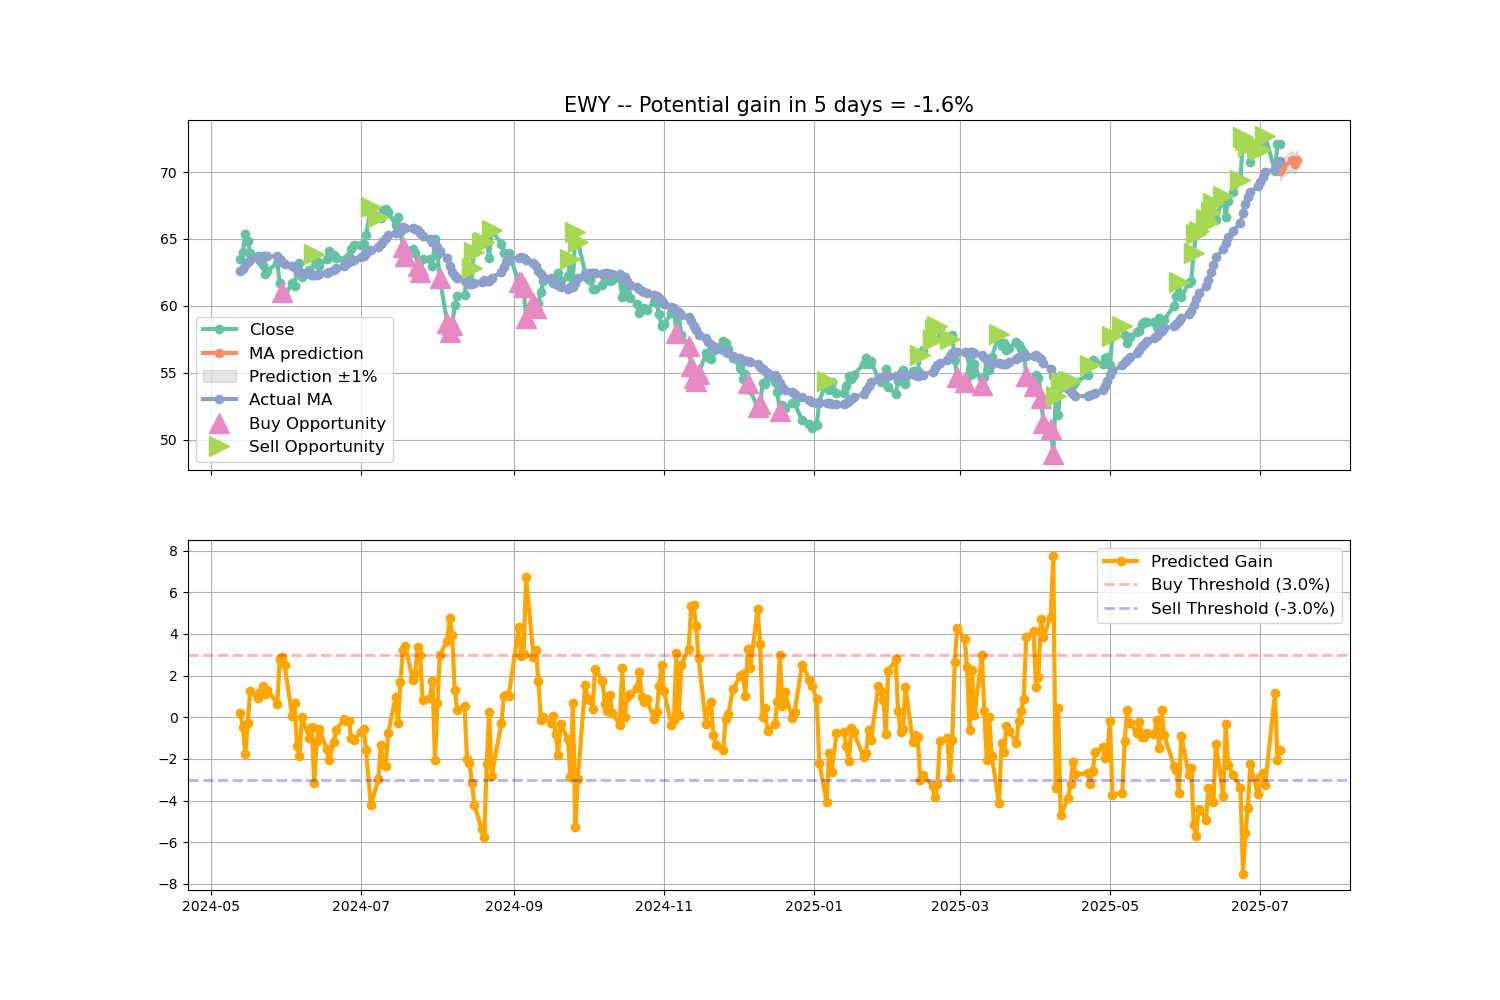 EWY -- Potential gain in 5 days = -1.6%
70
65
60
55
50
Close
MA prediction
Prediction ±1%
Actual MA
Buy Opportunity
Sell Opportunity
8
6
4
2
0
−2
−4
−6
−8
Predicted Gain
Buy Threshold (3.0%)
Sell Threshold (-3.0%)
2024-05 2024-07 2024-09 2024-11 2025-01 2025-03 2025-05 2025-07